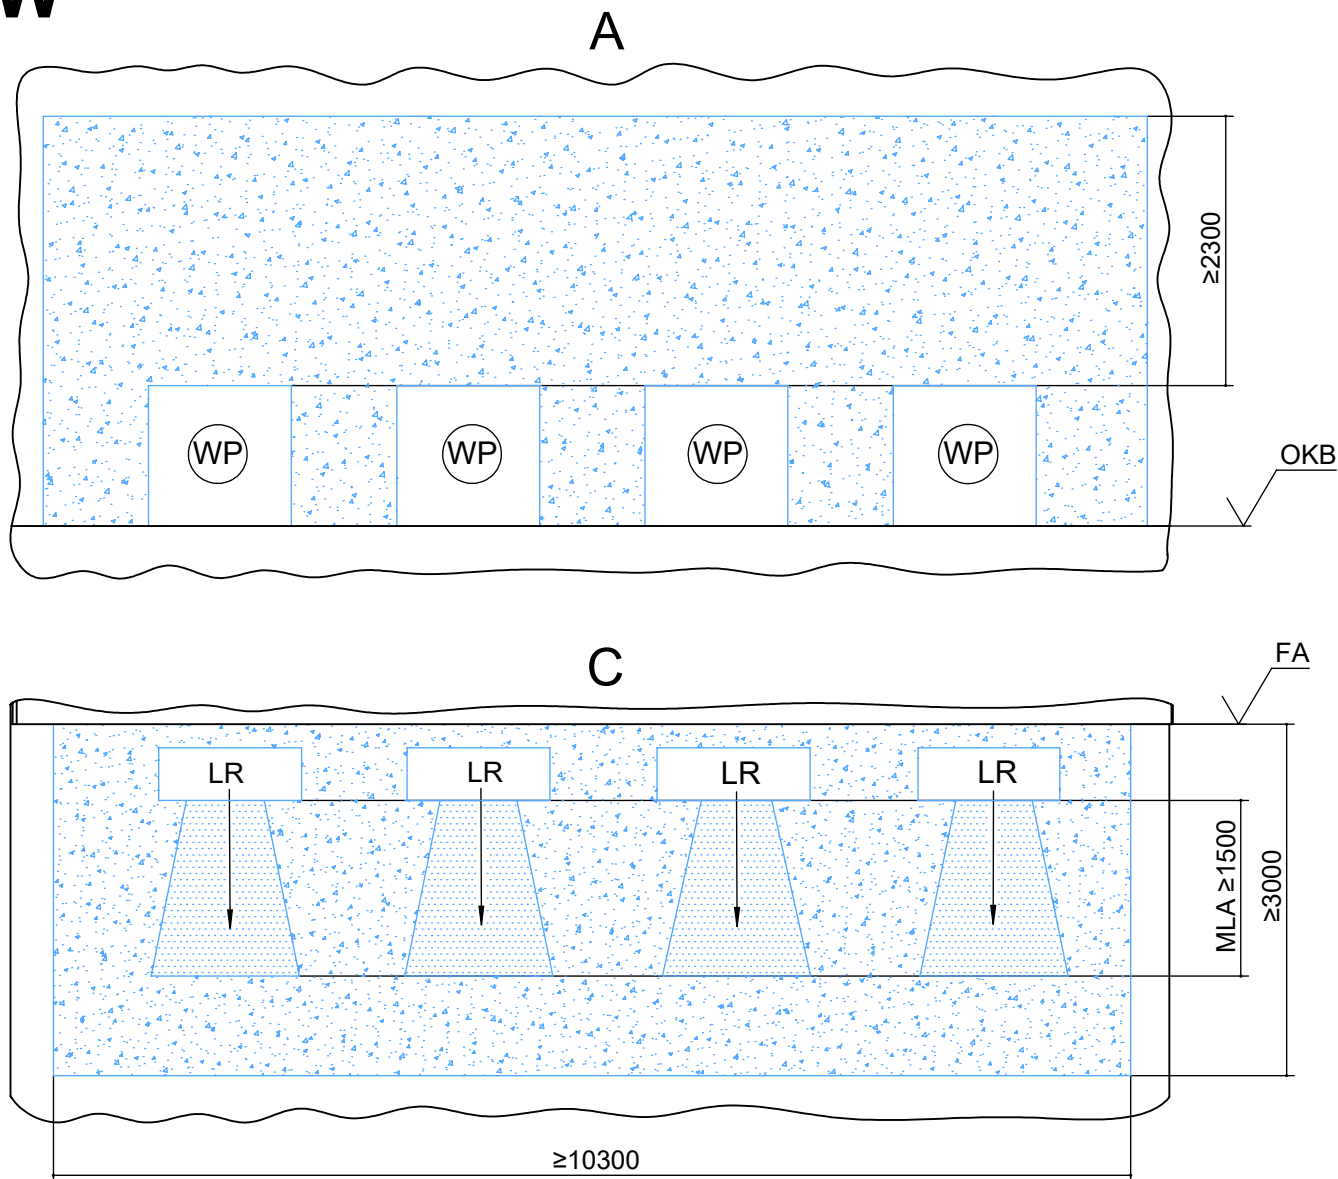 W
A
≥2300
WP WP WP WP
OKB
C
FA
LR LR LR LR
MLA ≥1500
≥3000
≥10300